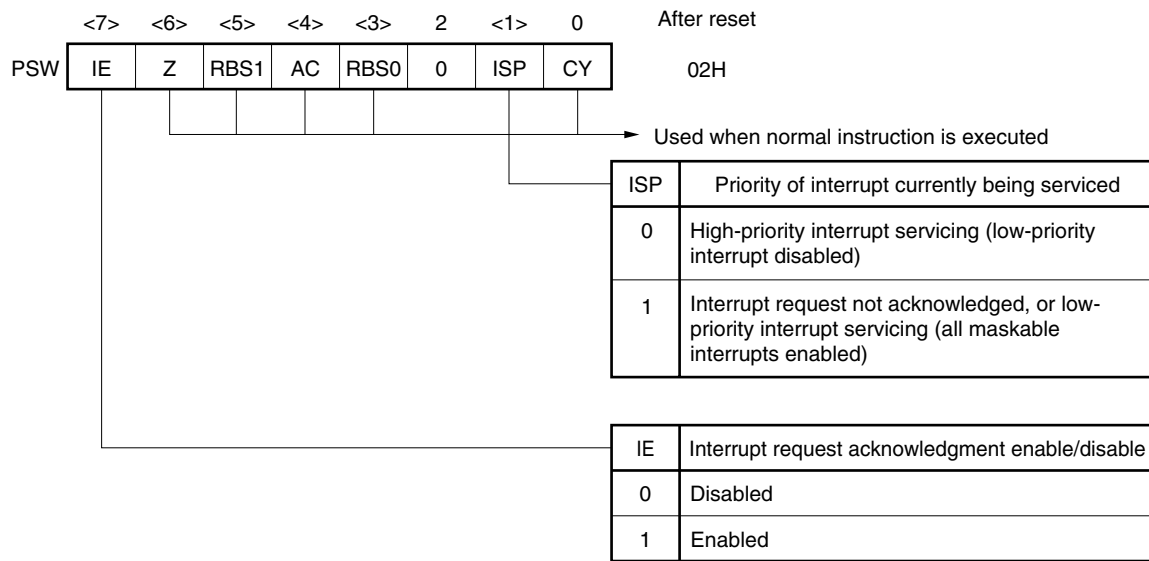 <7> <6> <5> <4> <3> 2 <1> 0 After reset
PSW IE Z RBS1 AC RBS0 0 ISP CY 02H
Used when normal instruction is executed
ISP Priority of interrupt currently being serviced
0 High-priority interrupt servicing (low-priority
interrupt disabled)
1 Interrupt request not acknowledged, or low-
priority interrupt servicing (all maskable
interrupts enabled)
IE Interrupt request acknowledgment enable/disable
0 Disabled
1 Enabled